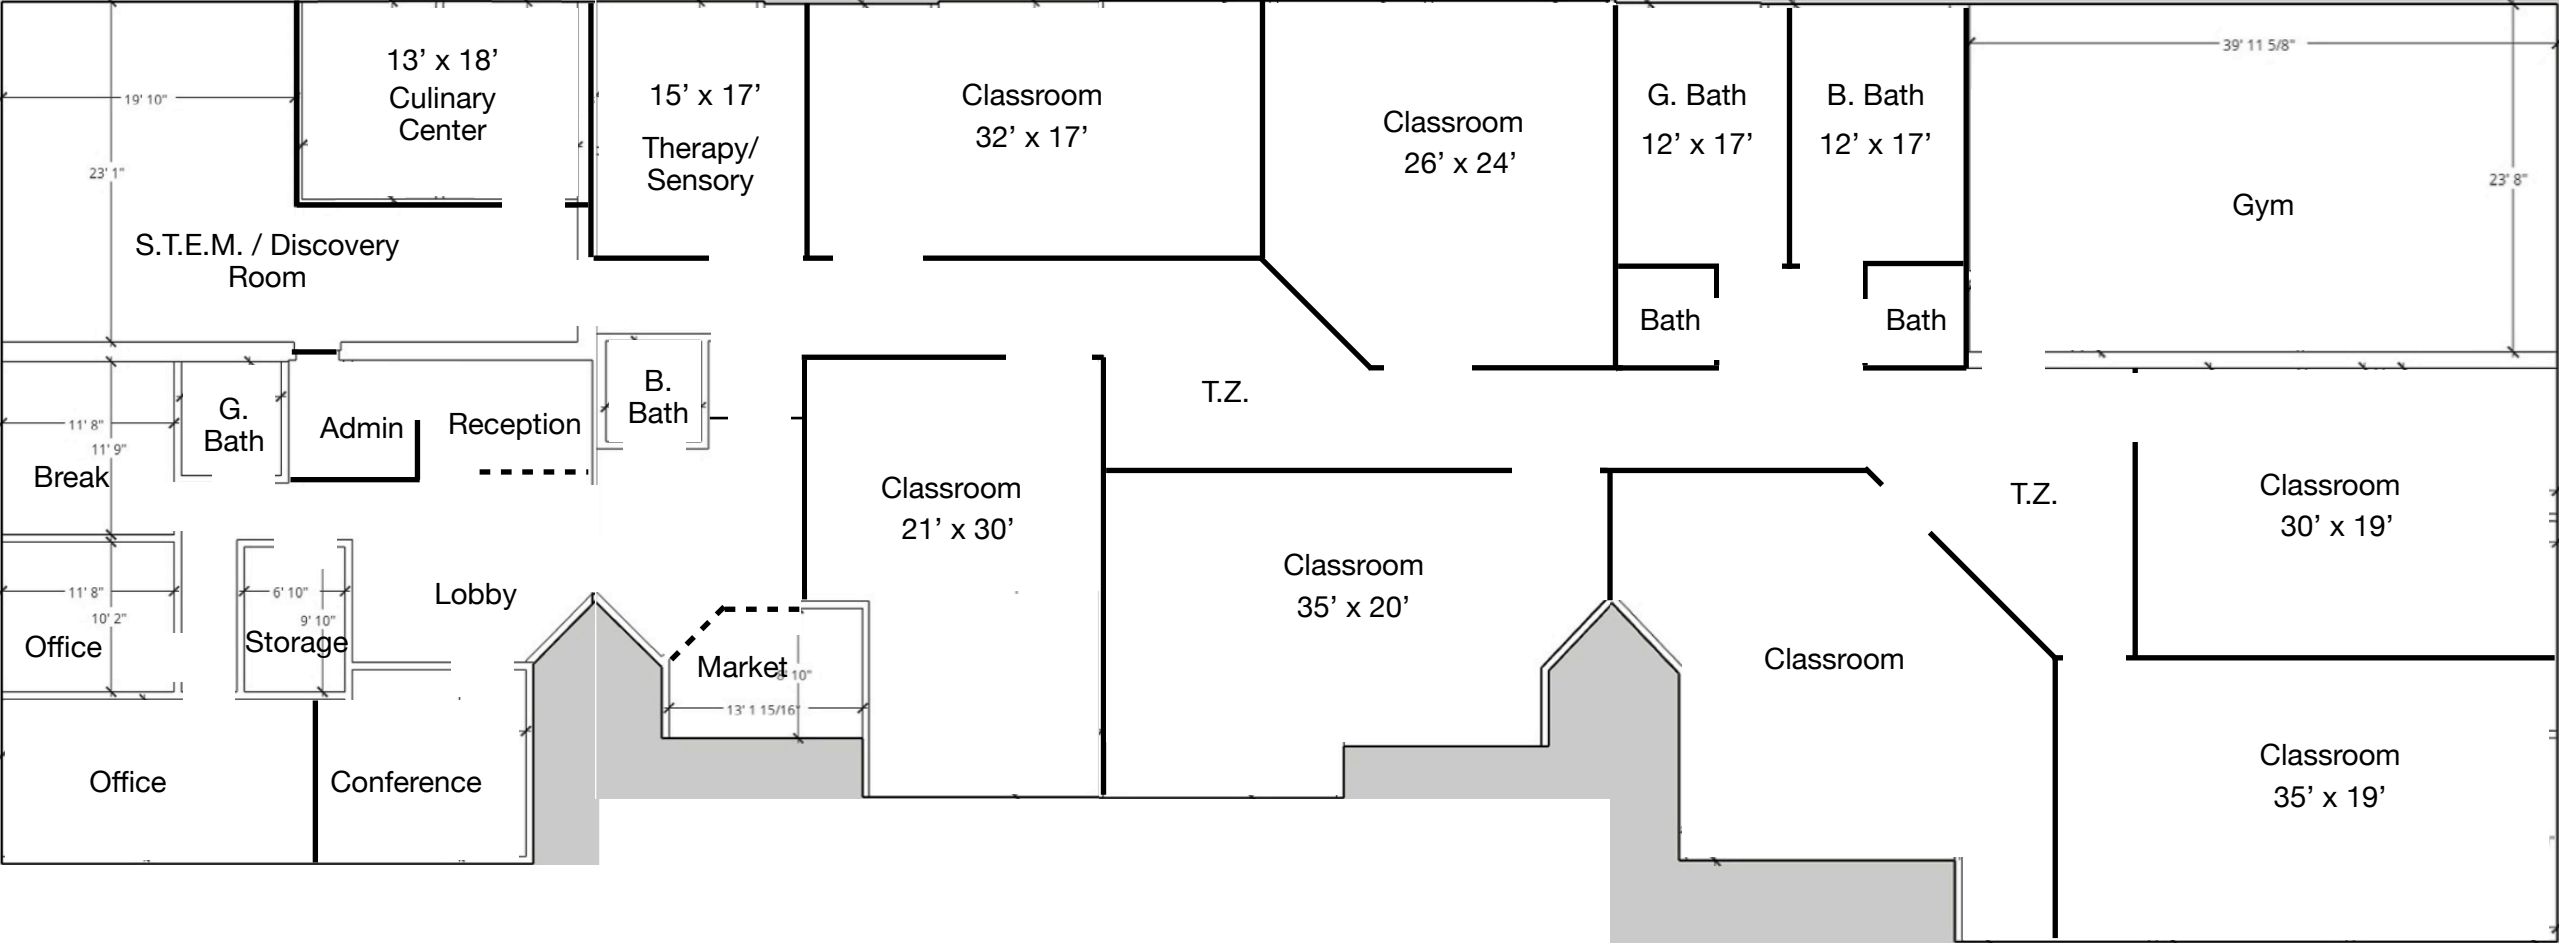 13’ x 18’
Culinary
Center
19' 10"
23' 1"
S.T.E.M. / Discovery
Room
15’ x 17’
Therapy/
Sensory
Classroom
32’ x 17’
Classroom
26’ x 24’
G. Bath
12’ x 17’
B. Bath
12’ x 17’
Bath
Bath
39' 11 5/8"
23' 8"
Gym
11' 8"
11' 9"
Break
G.
Bath
Admin
Reception
B.
Bath
T.Z.
Classroom
21’ x 30’
Classroom
35’ x 20’
T.Z.
Classroom
30’ x 19’
11' 8"
10' 2"
Office
6' 10"
9' 10"
Storage
Lobby
Market
13' 1 15/16"
Classroom
Office
Conference
Classroom
35’ x 19’